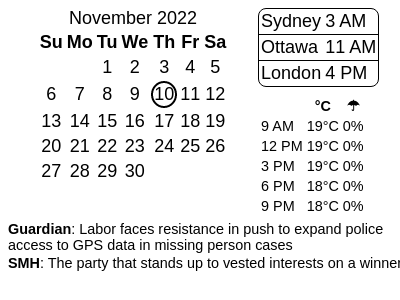 November 2022
Su Mo Tu We Th Fr Sa
1 2 3 4 5
6 7 8 9 10 11 12
13 14 15 16 17 18 19
20 21 22 23 24 25 26
27 28 29 30
Sydney 3 AM
Ottawa 11 AM
London 4 PM
°C ☂
9 AM 19°C 0%
12 PM 19°C 0%
3 PM 19°C 0%
6 PM 18°C 0%
9 PM 18°C 0%
Guardian: Labor faces resistance in push to expand police
access to GPS data in missing person cases
SMH: The party that stands up to vested interests on a winner